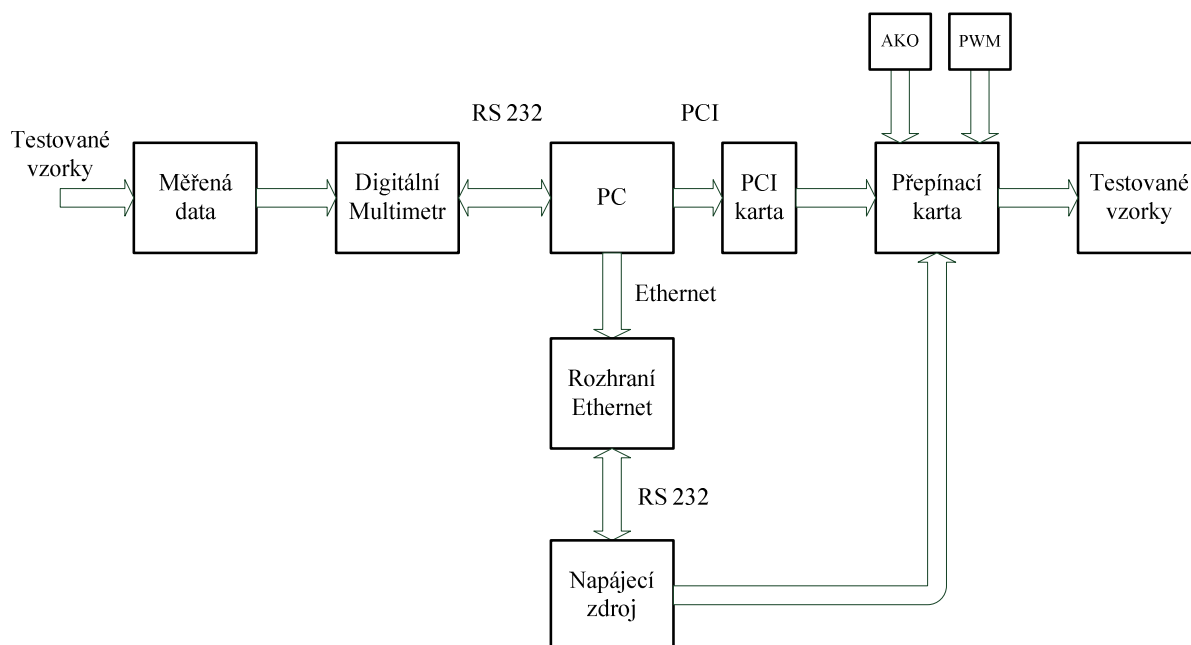 AKO
PWM
RS 232
PCI
Testované
vzorky
Měřená
data
Digitální
Multimetr
PC
PCI
karta
Přepínací
karta
Testované
vzorky
Ethernet
Rozhraní
Ethernet
RS 232
Napájecí
zdroj